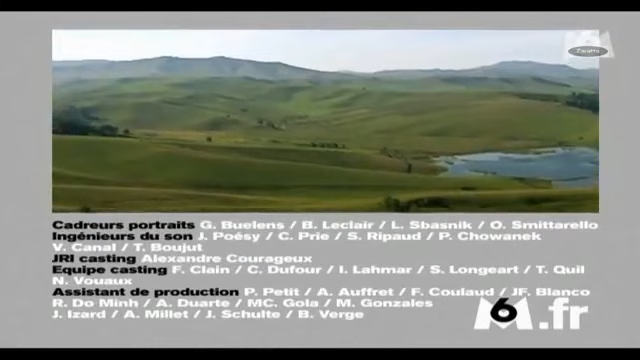 Zaratro
Cadreurs portraits G. Buelens / B. Leclair / L. Sbasnik / O. Smittarello
Ingénieurs du son J. Poësy / C. Prie / S. Ripaud / P. Chowanek
V. Canal / T. Boujut
JRI casting Alexandre Courageux
Equipe casting F. Clain / C. Dufour / I. Lahmar / S. Longeart / T. Quil
N. Vouaux
Assistant de production P. Petit / A. Auffret / F. Coulaud / JF. Blanco
R. Do Minh / A. Duarte / MC. Gola / M. Gonzales
J. Izard / A. Millet / J. Schulte / B. Verge
M6.fr